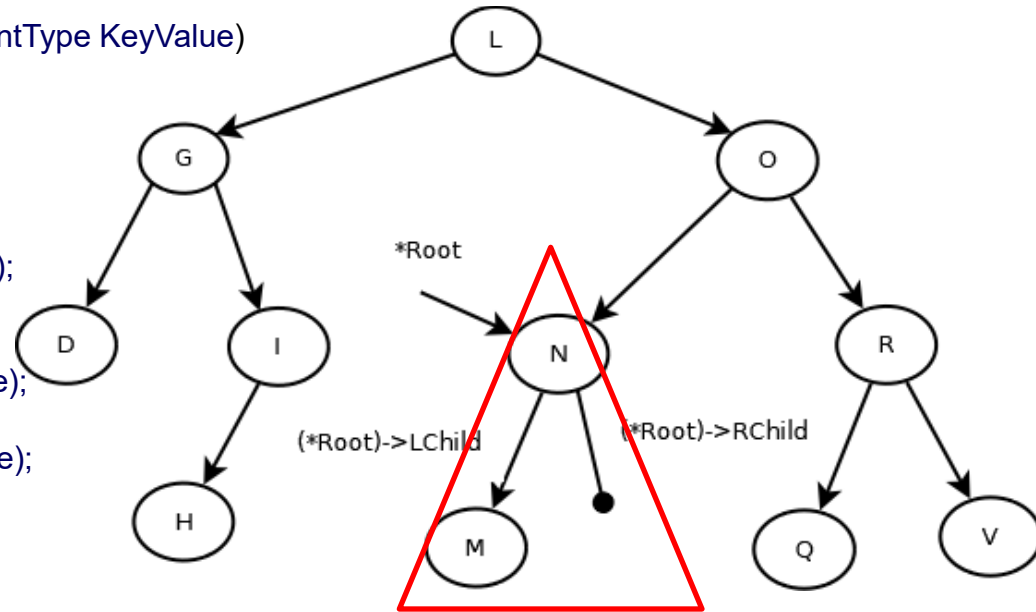 ntType KeyValue)
L
G
O
*Root
);
D
I
N
R
e);
(*Root)->LChild
(*Root)->RChild
e);
H
M
Q
V